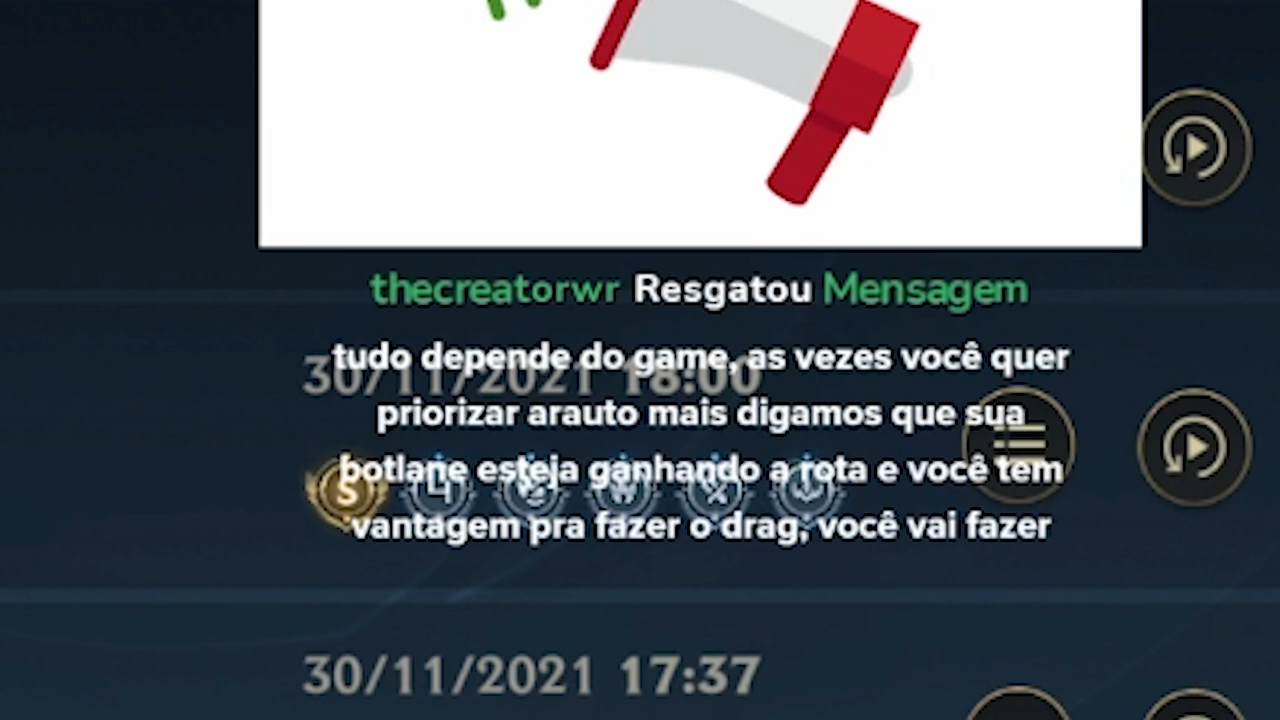 thecreatorwr Resgatou Mensagem
tudo depende do game, as vezes você quer
30/11/2021 18:00
priorizar arauto mais digamos que sua
botlane esteja ganhando a rota e você tem
S
vantagem pra fazer o drag, você vai fazer
30/11/2021 17:37